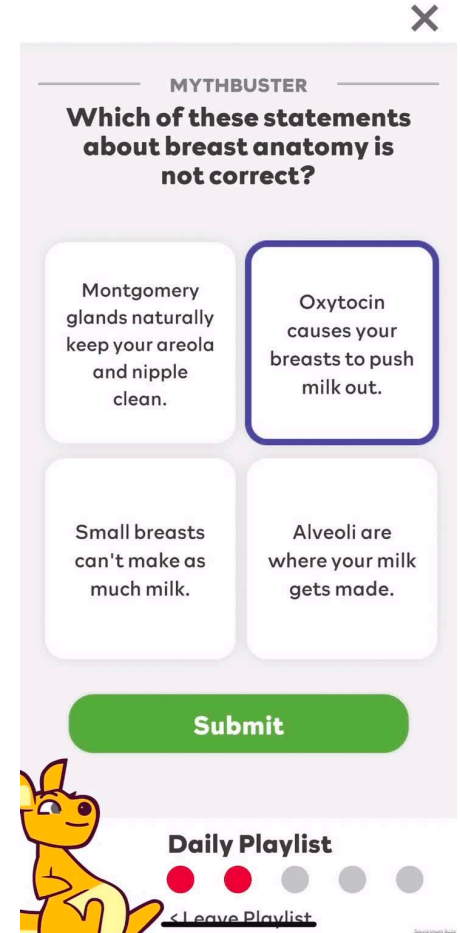 MYTHBUSTER
Which of these statements
about breast anatomy is
not correct?
Montgomery
glands naturally
keep your areola
and nipple
clean.
Oxytocin
causes your
breasts to push
milk out.
Small breasts
can't make as
much milk.
Alveoli are
where your milk
gets made.
Submit
Daily Playlist
< Leave Playlist